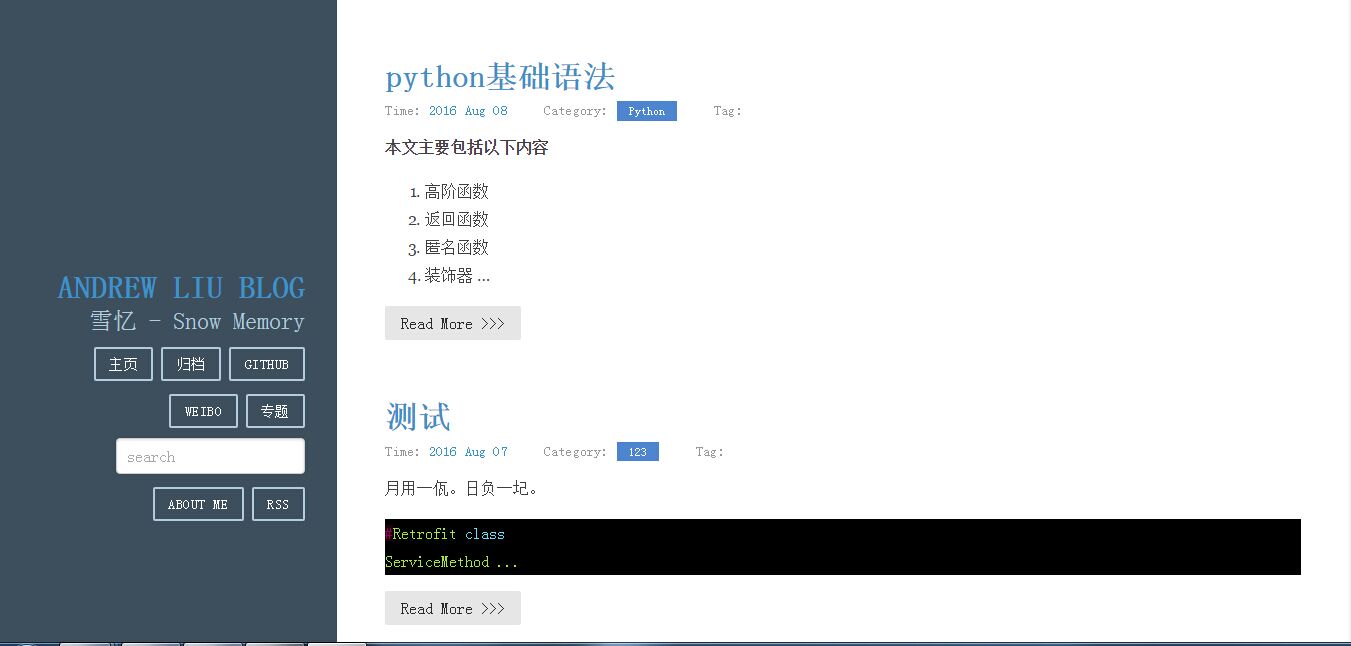 ANDREW LIU BLOG
雪忆 - Snow Memory
主页 归档 GITHUB
WEIBO 专题
search
ABOUT ME RSS
python基础语法
Time: 2016 Aug 08 Category: Python Tag:
本文主要包括以下内容
1. 高阶函数
2. 返回函数
3. 匿名函数
4. 装饰器 ...
Read More >>>
测试
Time: 2016 Aug 07 Category: 123 Tag:
月用一佤。日负一圮。
#Retrofit class
ServiceMethod ...
Read More >>>